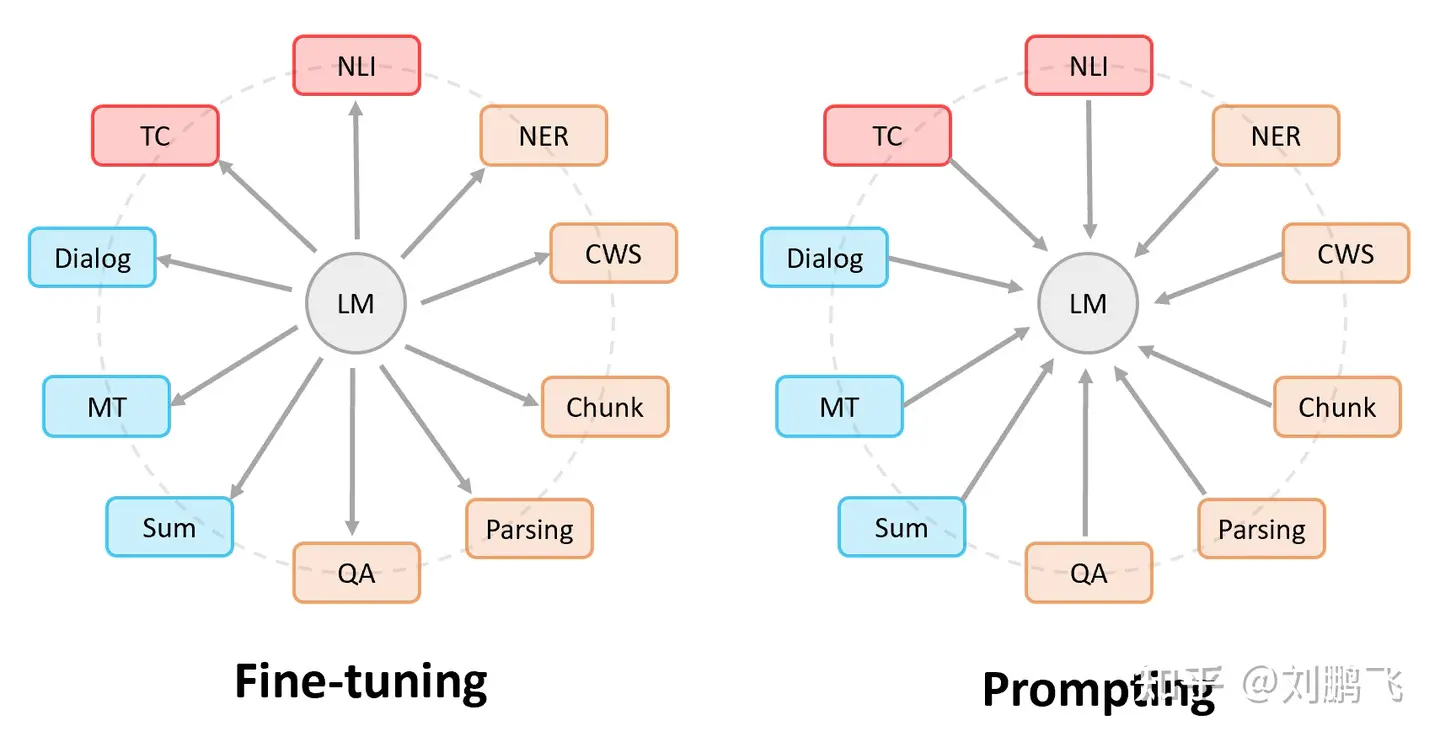 NLI
TC
NER
Dialog
CWS
LM
MT
Chunk
Sum
Parsing
QA
Fine-tuning
NLI
TC
NER
Dialog
CWS
LM
MT
Chunk
Sum
Parsing
QA
Prompting
知乎 @刘鹏飞